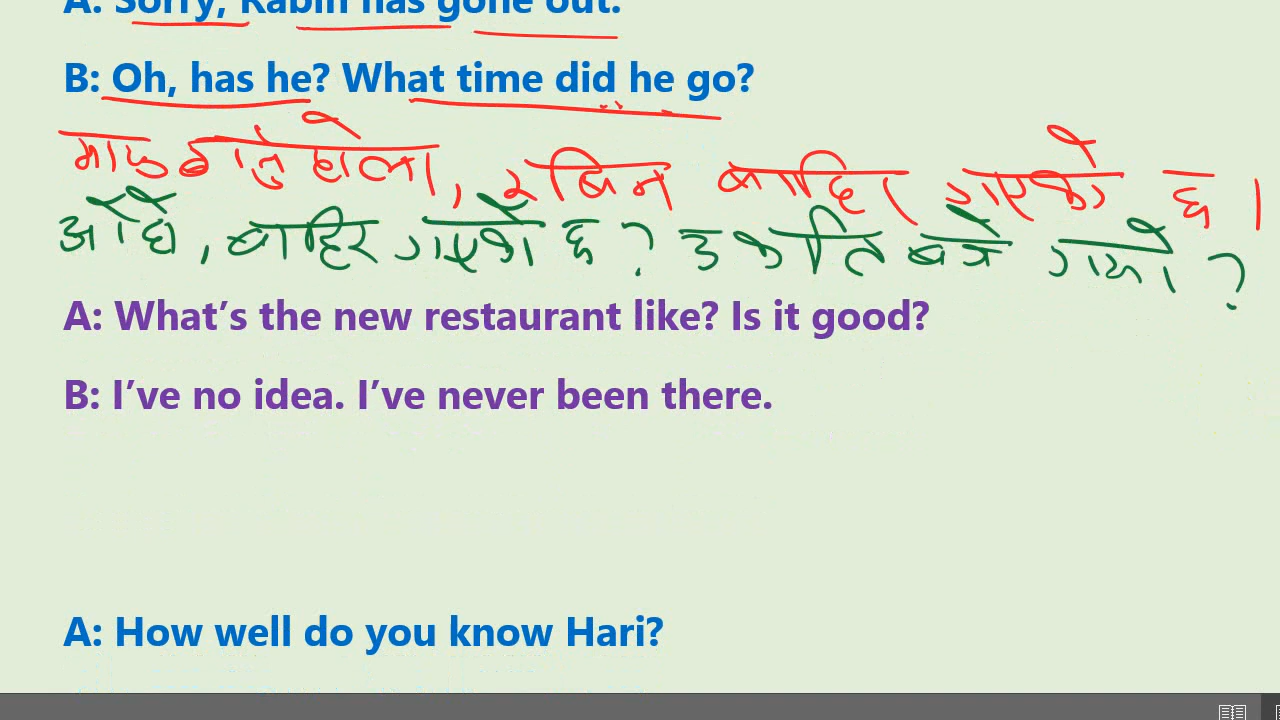 A: Sorry, Rabin has gone out.
B: Oh, has he? What time did he go?
माफ गर्नु होला, रबिन बाहिर गएको छ।
ओहो, बाहिर गएको छ? उ कति बजे गयो?
A: What’s the new restaurant like? Is it good?
B: I’ve no idea. I’ve never been there.
A: How well do you know Hari?